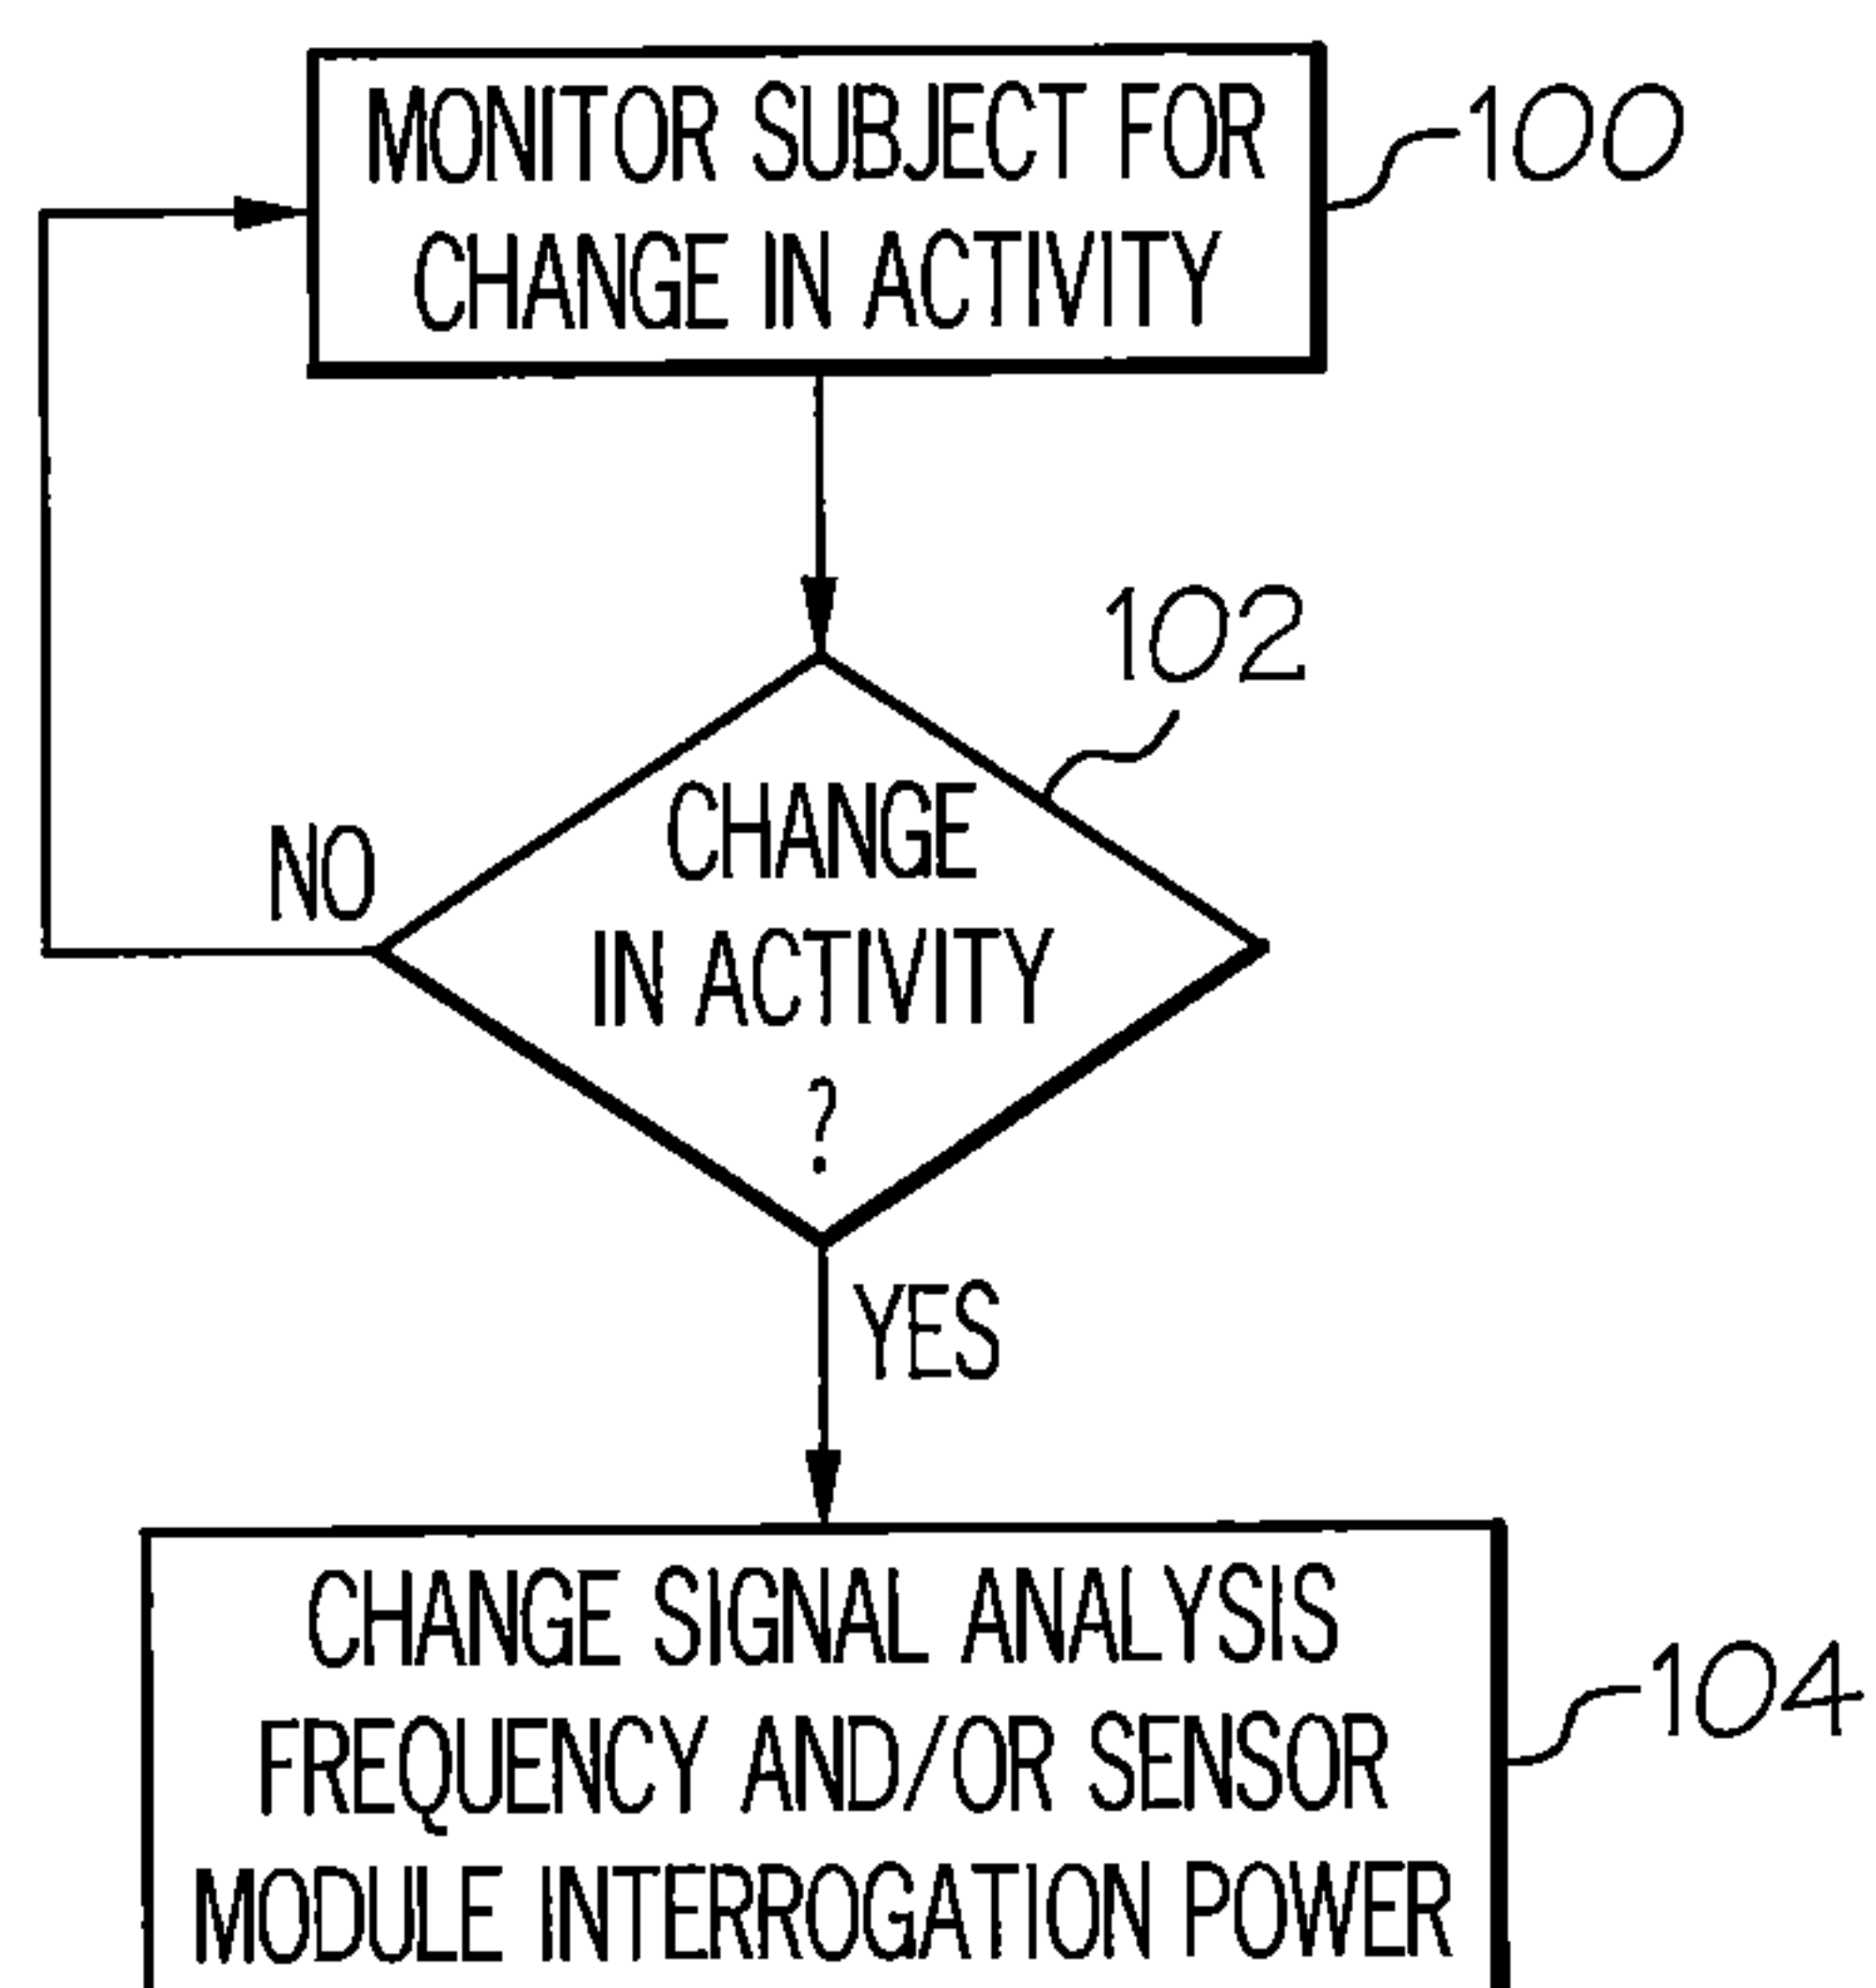 MONITOR SUBJECT FOR
CHANGE IN ACTIVITY
100
102
CHANGE
IN ACTIVITY
?
NO
YES
CHANGE SIGNAL ANALYSIS
FREQUENCY AND/OR SENSOR
MODULE INTERROGATION POWER
104